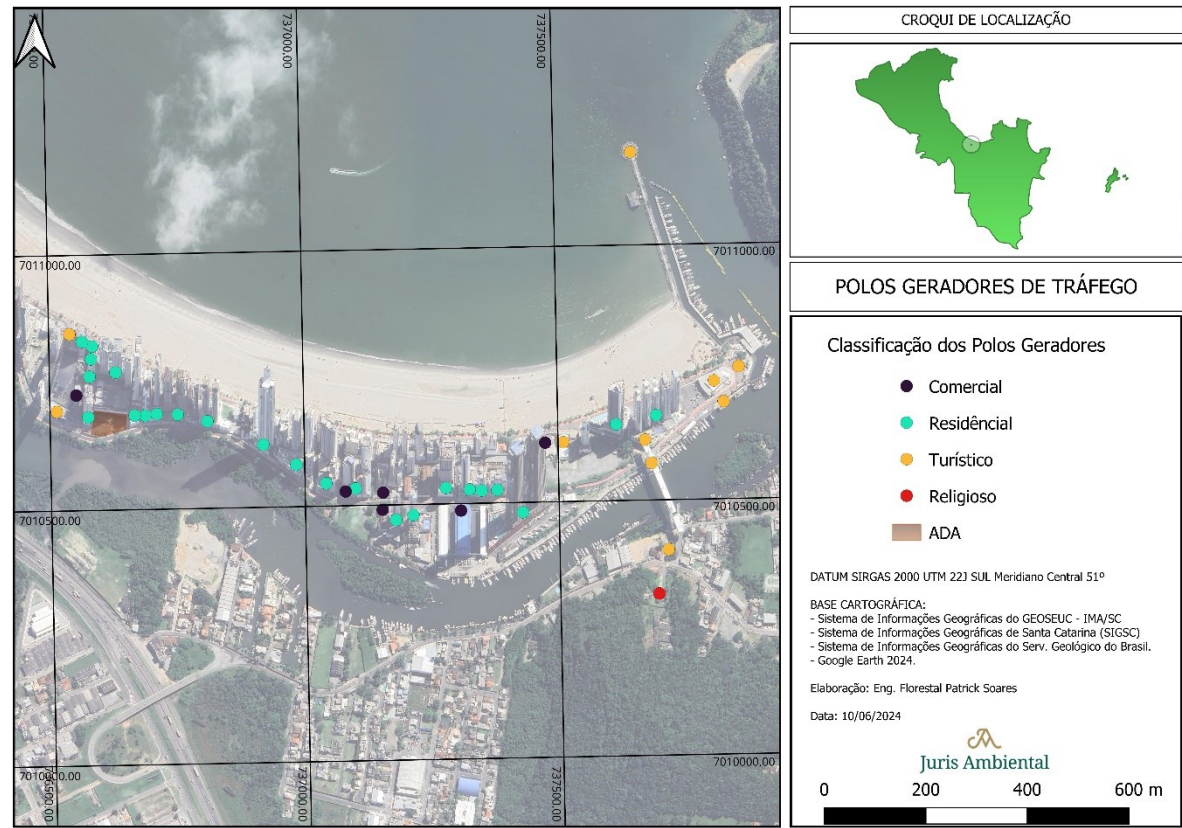 737000.00
737500.00
7011000.00
7011000.00
7010500.00
7010500.00
7010000.00
7010000.00
736500.00
737000.00
737500.00
CROQUI DE LOCALIZAÇÃO
POLOS GERADORES DE TRÁFEGO
Classificação dos Polos Geradores
Comercial
Residêncial
Turístico
Religioso
ADA
DATUM SIRGAS 2000 UTM 22J SUL Meridiano Central 51º
BASE CARTOGRÁFICA:
- Sistema de Informações Geográficas do GEOSEUC - IMA/SC
- Sistema de Informações Geográficas de Santa Catarina (SIGSC)
- Sistema de Informações Geográficas do Serv. Geológico do Brasil.
- Google Earth 2024.
Elaboração: Eng. Florestal Patrick Soares
Data: 10/06/2024
Juris Ambiental
0 200 400 600 m